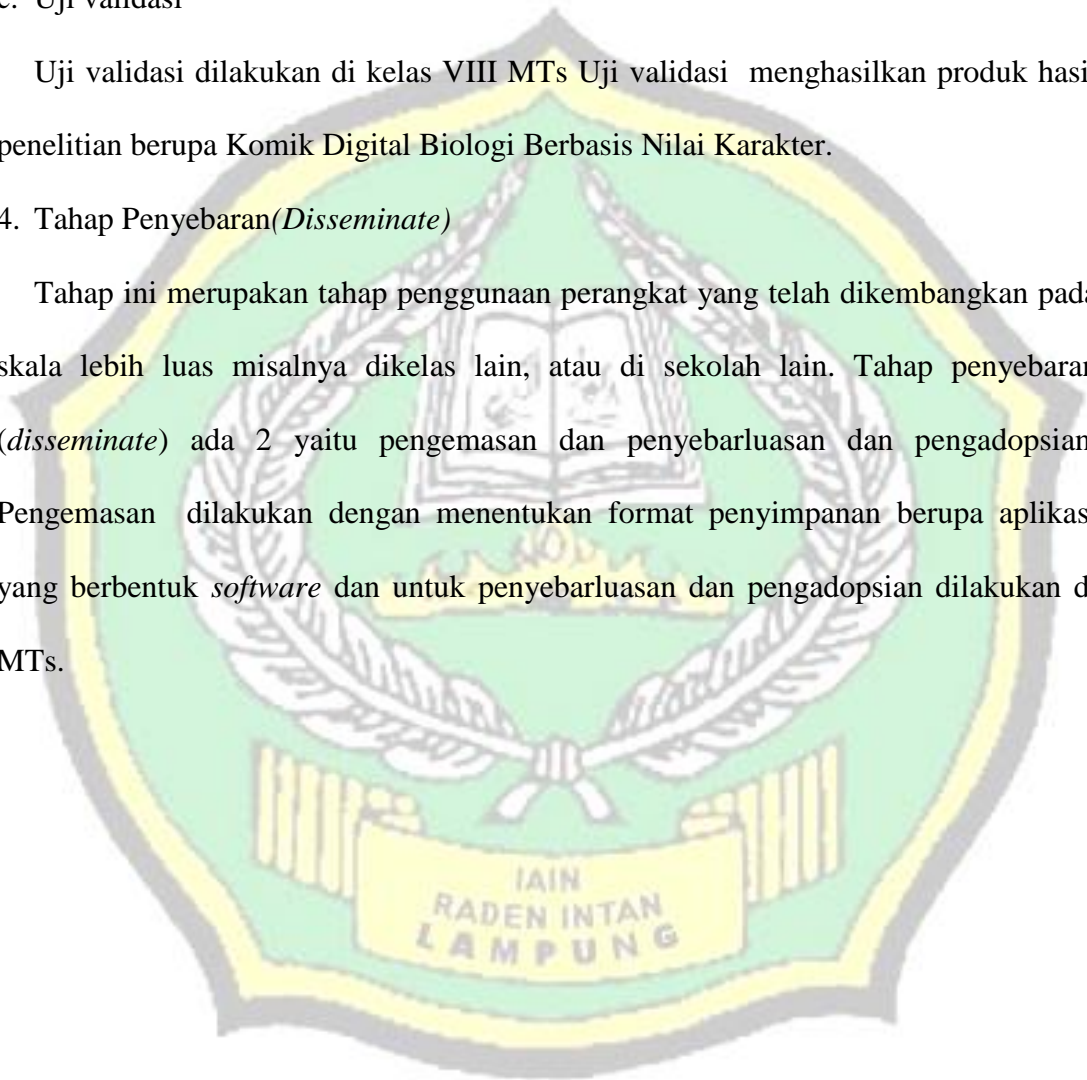 c. Uji validasi
Uji validasi dilakukan di kelas VIII MTs Uji validasi menghasilkan produk hasi
penelitian berupa Komik Digital Biologi Berbasis Nilai Karakter.
4. Tahap Penyebaran(Disseminate)
Tahap ini merupakan tahap penggunaan perangkat yang telah dikembangkan pada
skala lebih luas misalnya dikelas lain, atau di sekolah lain. Tahap penyebaran
(disseminate) ada 2 yaitu pengemasan dan penyebarluasan dan pengadopsian
Pengemasan dilakukan dengan menentukan format penyimpanan berupa aplikas
yang berbentuk software dan untuk penyebarluasan dan pengadopsian dilakukan d
MTs.
IAIN
RADEN INTAN
LAMPUNG